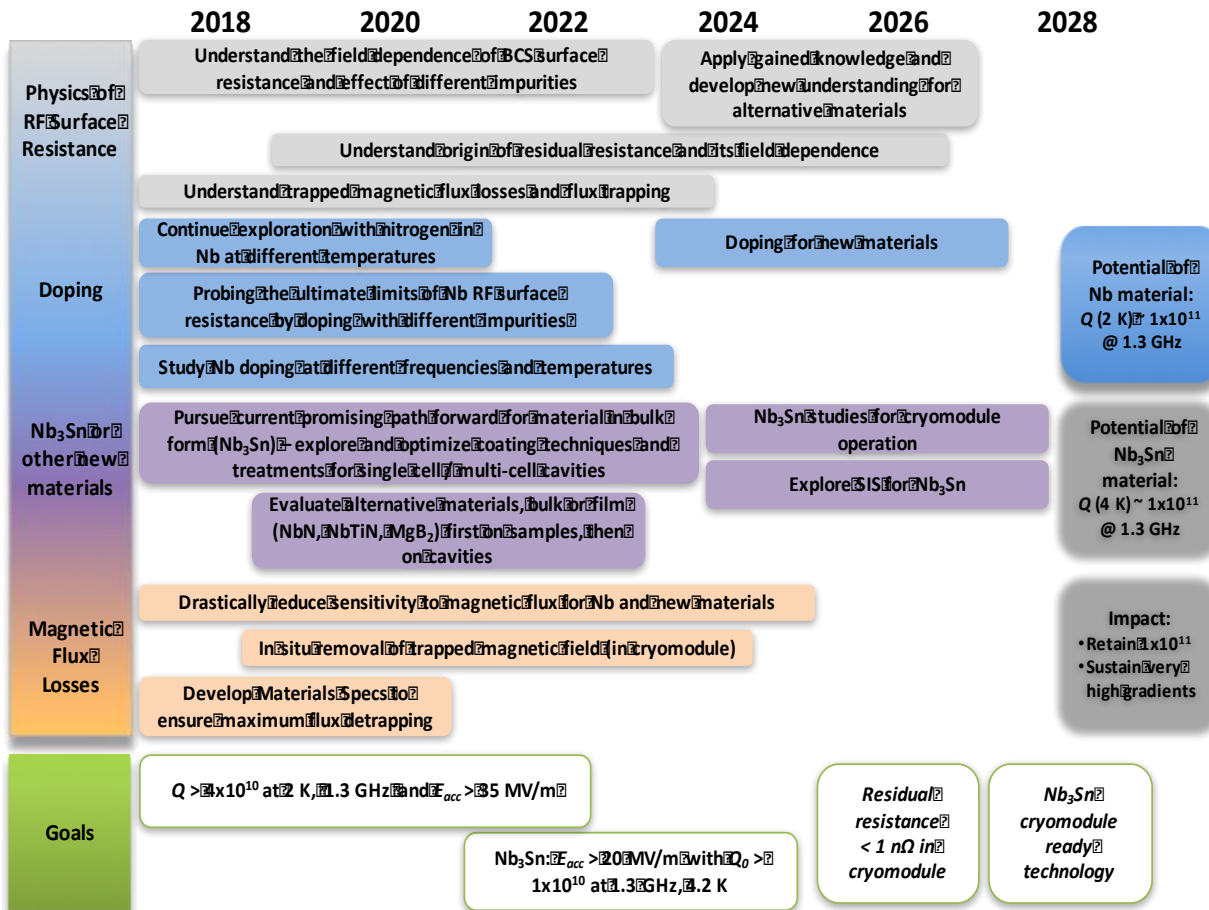 2018 2020 2022 2024 2026 2028
Physics of
RF Surface
Resistance
Understand the field dependence of BCS surface
resistance and effect of different impurities
Apply gained knowledge and
develop new understanding for
alternative materials
Understand origin of residual resistance and its field dependence
Understand trapped magnetic flux losses and flux trapping
Doping
Continue exploration with nitrogen in
Nb at different temperatures
Doping for new materials
Probing the ultimate limits of Nb RF surface
resistance by doping with different impurities
Study Nb doping at different frequencies and temperatures
Potential of
Nb material:
Q (2 K) ~ 1x10¹¹
@ 1.3 GHz
Nb₃Sn or
other new
materials
Pursue current promising path forward for material in bulk
form (Nb₃Sn) – explore and optimize coating techniques and
treatments for single cell / multi-cell cavities
Nb₃Sn studies for cryomodule
operation
Explore SIS for Nb₃Sn
Evaluate alternative materials, bulk or film
(NbN, NbTiN, MgB₂) first on samples, then
on cavities
Potential of
Nb₃Sn
material:
Q (4 K) ~ 1x10¹¹
@ 1.3 GHz
Magnetic
Flux
Losses
Drastically reduce sensitivity to magnetic flux for Nb and new materials
In situ removal of trapped magnetic field (in cryomodule)
Develop Materials Specs to
ensure maximum flux detrapping
Impact:
• Retain 1x10¹¹
• Sustain very
high gradients
Goals
Q > 4x10¹⁰ at 2 K, 1.3 GHz and E_acc > 35 MV/m
Nb₃Sn: E_acc > 20 MV/m with Q₀ >
1x10¹⁰ at 1.3 GHz, 4.2 K
Residual
resistance
< 1 nΩ in
cryomodule
Nb₃Sn
cryomodule
ready
technology